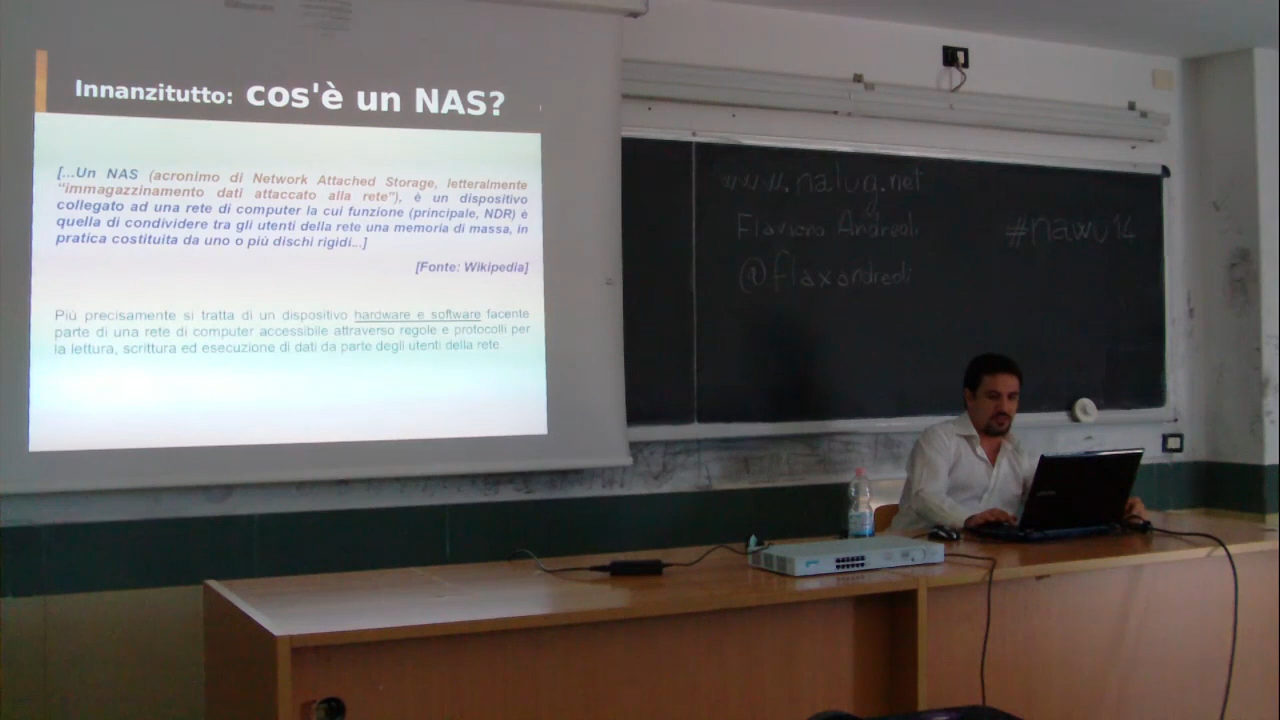 Innanzitutto: cos'è un NAS?
[...Un NAS (acronimo di Network Attached Storage, letteralmente
"immagazzinamento dati attaccato alla rete"), è un dispositivo
collegato ad una rete di computer la cui funzione (principale, NDR) è
quella di condividere tra gli utenti della rete una memoria di massa, in
pratica costituita da uno o più dischi rigidi...]
[Fonte: Wikipedia]
Più precisamente si tratta di un dispositivo hardware e software facente
parte di una rete di computer accessibile attraverso regole e protocolli per
la lettura, scrittura ed esecuzione di dati da parte degli utenti della rete.
www.nalug.net
Flaviano Andreoli
@flaxandreoli
#nawu14